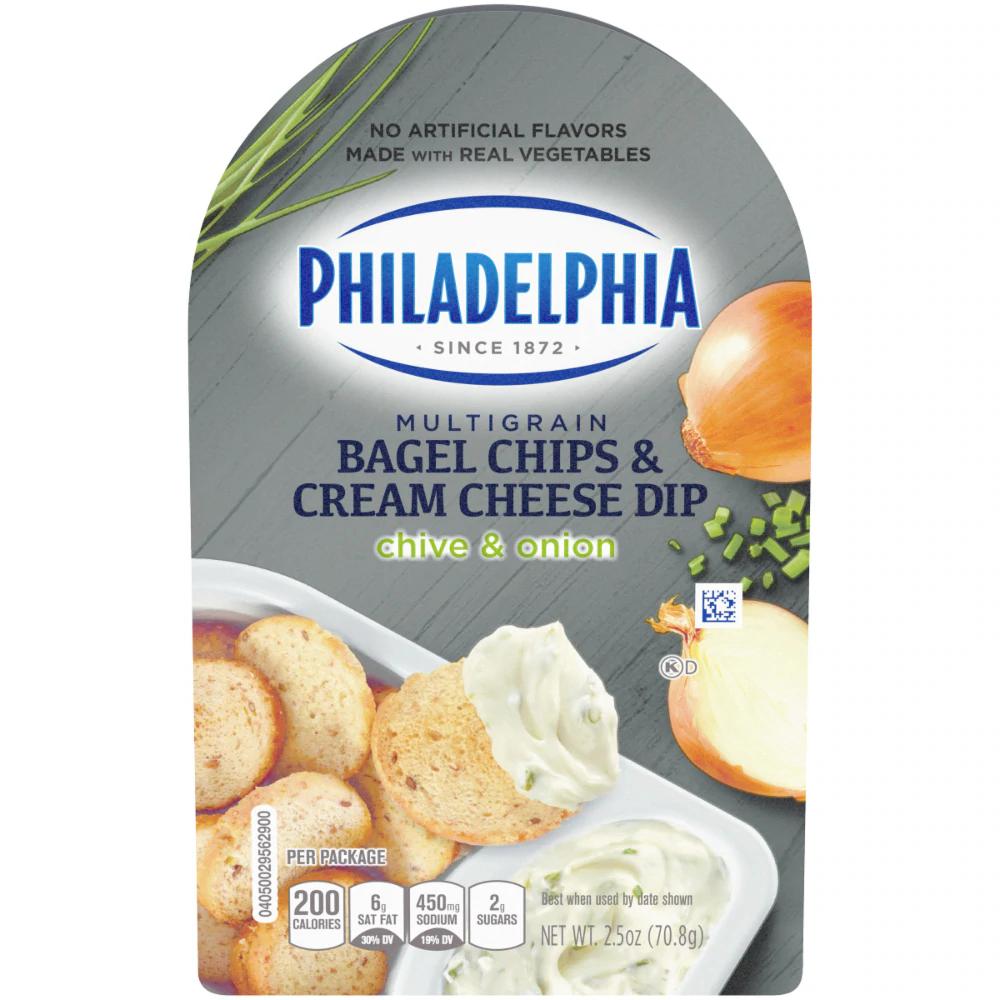 NO ARTIFICIAL FLAVORS
MADE WITH REAL VEGETABLES
PHILADELPHIA
SINCE 1872
MULTIGRAIN
BAGEL CHIPS &
CREAM CHEESE DIP
chive & onion
K D
04050029562900
PER PACKAGE
200 CALORIES
6g SAT FAT 30% DV
450mg SODIUM 19% DV
2g SUGARS
Best when used by date shown
NET WT. 2.5oz (70.8g)